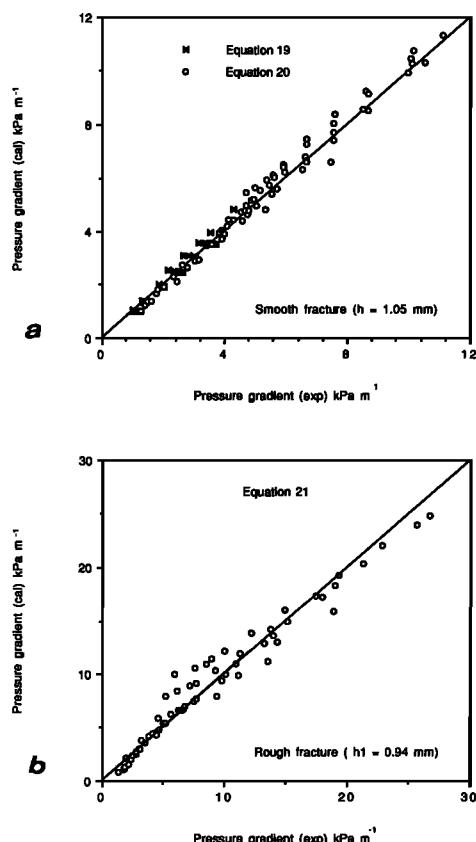 12
Equation 19
Equation 20
8
4
0
Pressure gradient (cal) kPa m⁻¹
Smooth fracture (h = 1.05 mm)
a
0 4 8 12
Pressure gradient (exp) kPa m⁻¹
30
Equation 21
20
10
0
Pressure gradient (cal) kPa m⁻¹
Rough fracture ( h1 = 0.94 mm)
b
0 10 20 30
Pressure gradient (exp) kPa m⁻¹